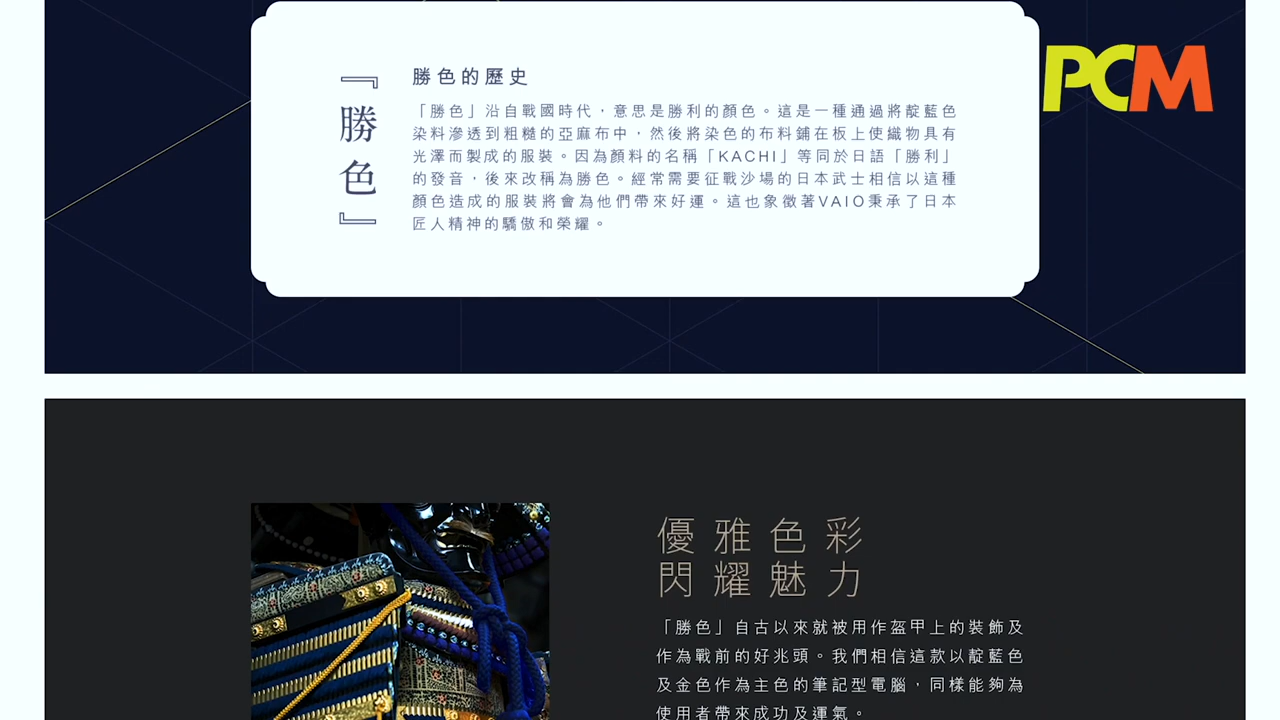 PCM
『勝色』
勝色的歷史
「勝色」沿自戰國時代，意思是勝利的顏色。這是一種通過將靛藍色
染料滲透到粗糙的亞麻布中，然後將染色的布料鋪在板上使織物具有
光澤而製成的服裝。因為顏料的名稱「KACHI」等同於日語「勝利」
的發音，後來改稱為勝色。經常需要征戰沙場的日本武士相信以這種
顏色造成的服裝將會為他們帶來好運。這也象徵著VAIO秉承了日本
匠人精神的驕傲和榮耀。
優雅色彩
閃耀魅力
「勝色」自古以來就被用作盔甲上的裝飾及
作為戰前的好兆頭。我們相信這款以靛藍色
及金色作為主色的筆記型電腦，同樣能夠為
使用者帶來成功及運氣。